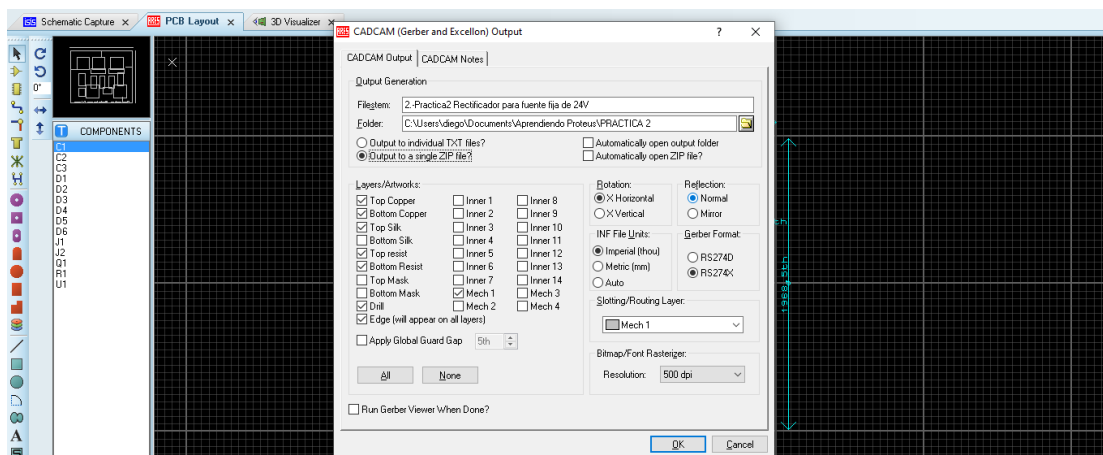 ISIS Schematic Capture × ARES PCB Layout × 3D Visualizer ×
ARES CADCAM (Gerber and Excellon) Output ? ×
CADCAM Output CADCAM Notes
Output Generation
Filestem: 2.-Practica2 Rectificador para fuente fija de 24V
Folder: C:\Users\diego\Documents\Aprendiendo Proteus\PRACTICA 2
Output to individual TXT files? Automatically open output folder
Output to a single ZIP file? Automatically open ZIP file?
Layers/Artworks: Rotation: Reflection:
Top Copper Inner 1 Inner 8 X Horizontal Normal
Bottom Copper Inner 2 Inner 9 X Vertical Mirror
Top Silk Inner 3 Inner 10
Bottom Silk Inner 4 Inner 11 INF File Units: Gerber Format:
Top resist Inner 5 Inner 12 Imperial (thou) RS274D
Bottom Resist Inner 6 Inner 13 Metric (mm) RS274X
Top Mask Inner 7 Inner 14 Auto
Bottom Mask Mech 1 Mech 3
Drill Mech 2 Mech 4 Slotting/Routing Layer:
Edge (will appear on all layers) Mech 1
Apply Global Guard Gap 5th
Bitmap/Font Rasterizer:
All None Resolution: 500 dpi
Run Gerber Viewer When Done?
OK Cancel
0°
T COMPONENTS
C1
C2
C3
D1
D2
D3
D4
D5
D6
J1
J2
Q1
R1
U1
A
1968.5th